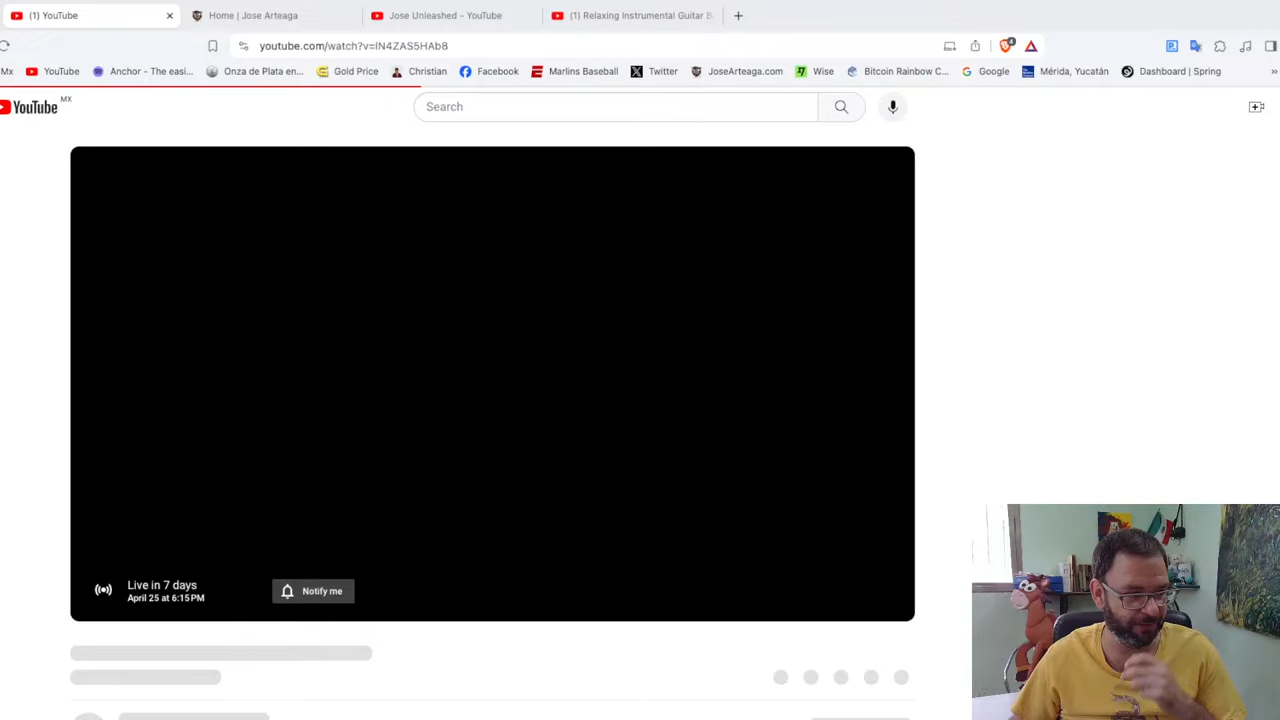 (1) YouTube
Home | Jose Arteaga
Jose Unleashed - YouTube
(1) Relaxing Instrumental Guitar B
youtube.com/watch?v=lN4ZAS5HAb8
4
Mx
YouTube
Anchor - The easi...
Onza de Plata en...
Gold Price
Christian
Facebook
Marlins Baseball
Twitter
JoseArteaga.com
Wise
Bitcoin Rainbow C...
Google
Mérida, Yucatán
Dashboard | Spring
YouTube MX
Search
Live in 7 days
April 25 at 6:15 PM
Notify me